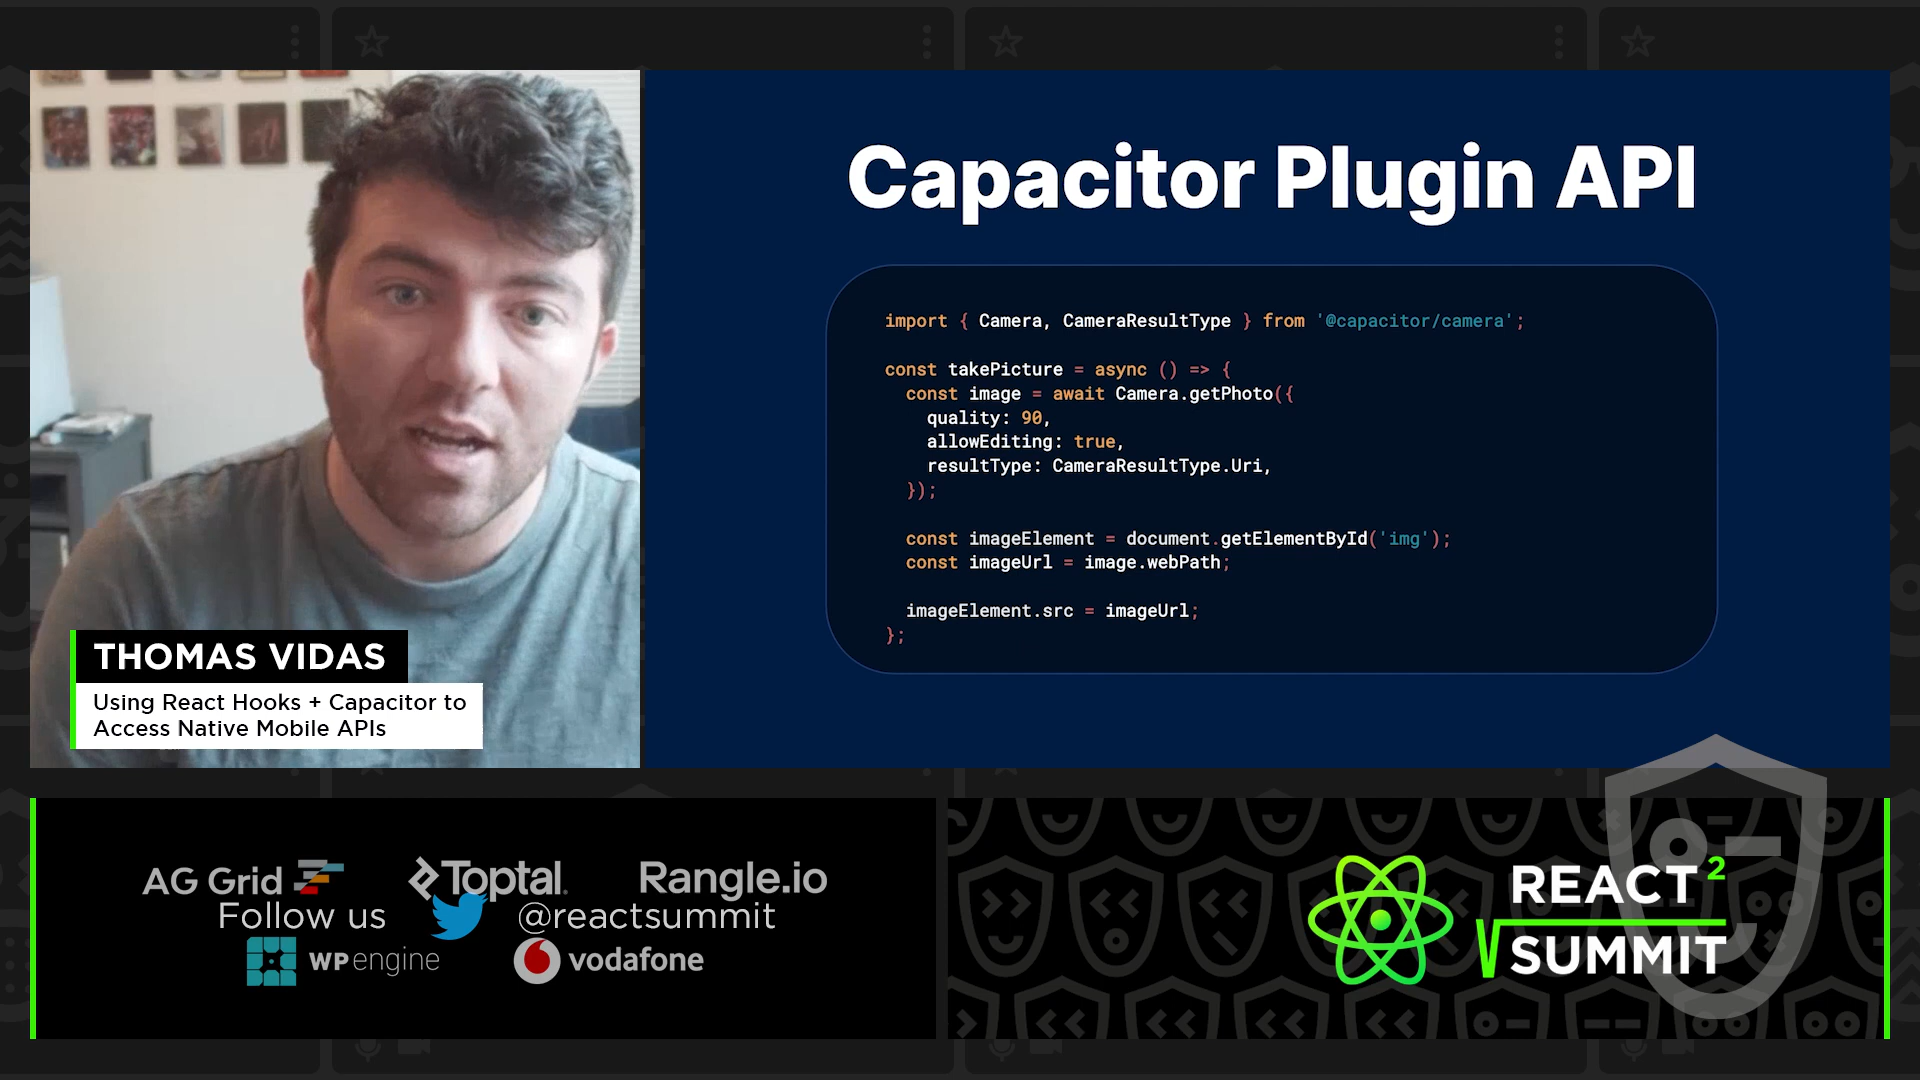 Capacitor Plugin API
import { Camera, CameraResultType } from '@capacitor/camera';
const takePicture = async () => {
  const image = await Camera.getPhoto({
    quality: 90,
    allowEditing: true,
    resultType: CameraResultType.Uri,
  });
  const imageElement = document.getElementById('img');
  const imageUrl = image.webPath;
  imageElement.src = imageUrl;
};
THOMAS VIDAS
Using React Hooks + Capacitor to
Access Native Mobile APIs
AG Grid Toptal Rangle.io
Follow us @reactsummit
WP engine vodafone
REACT 2
SUMMIT